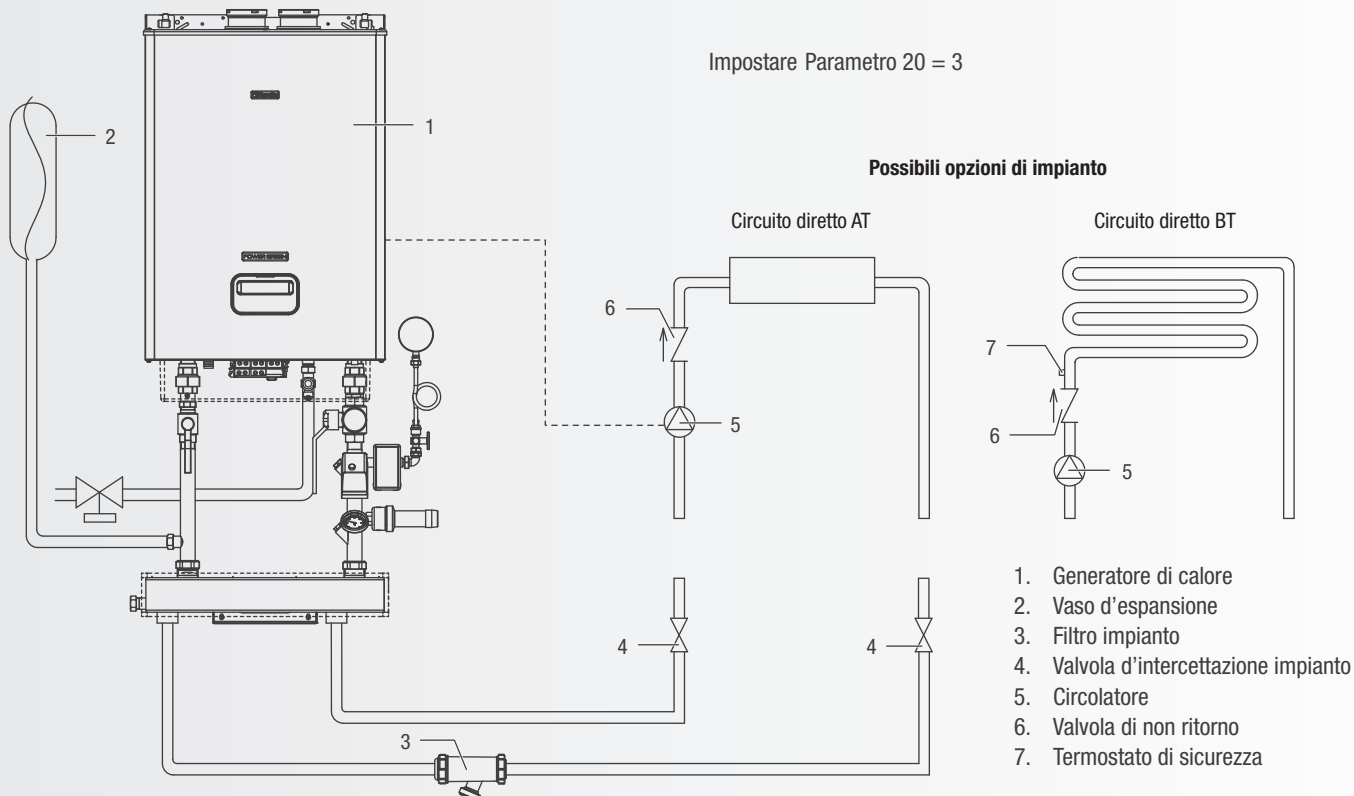 Impostare Parametro 20 = 3
Possibili opzioni di impianto
Circuito diretto AT
Circuito diretto BT
2
1
6
7
5
6
5
4
4
3
1. Generatore di calore
2. Vaso d’espansione
3. Filtro impianto
4. Valvola d’intercettazione impianto
5. Circolatore
6. Valvola di non ritorno
7. Termostato di sicurezza